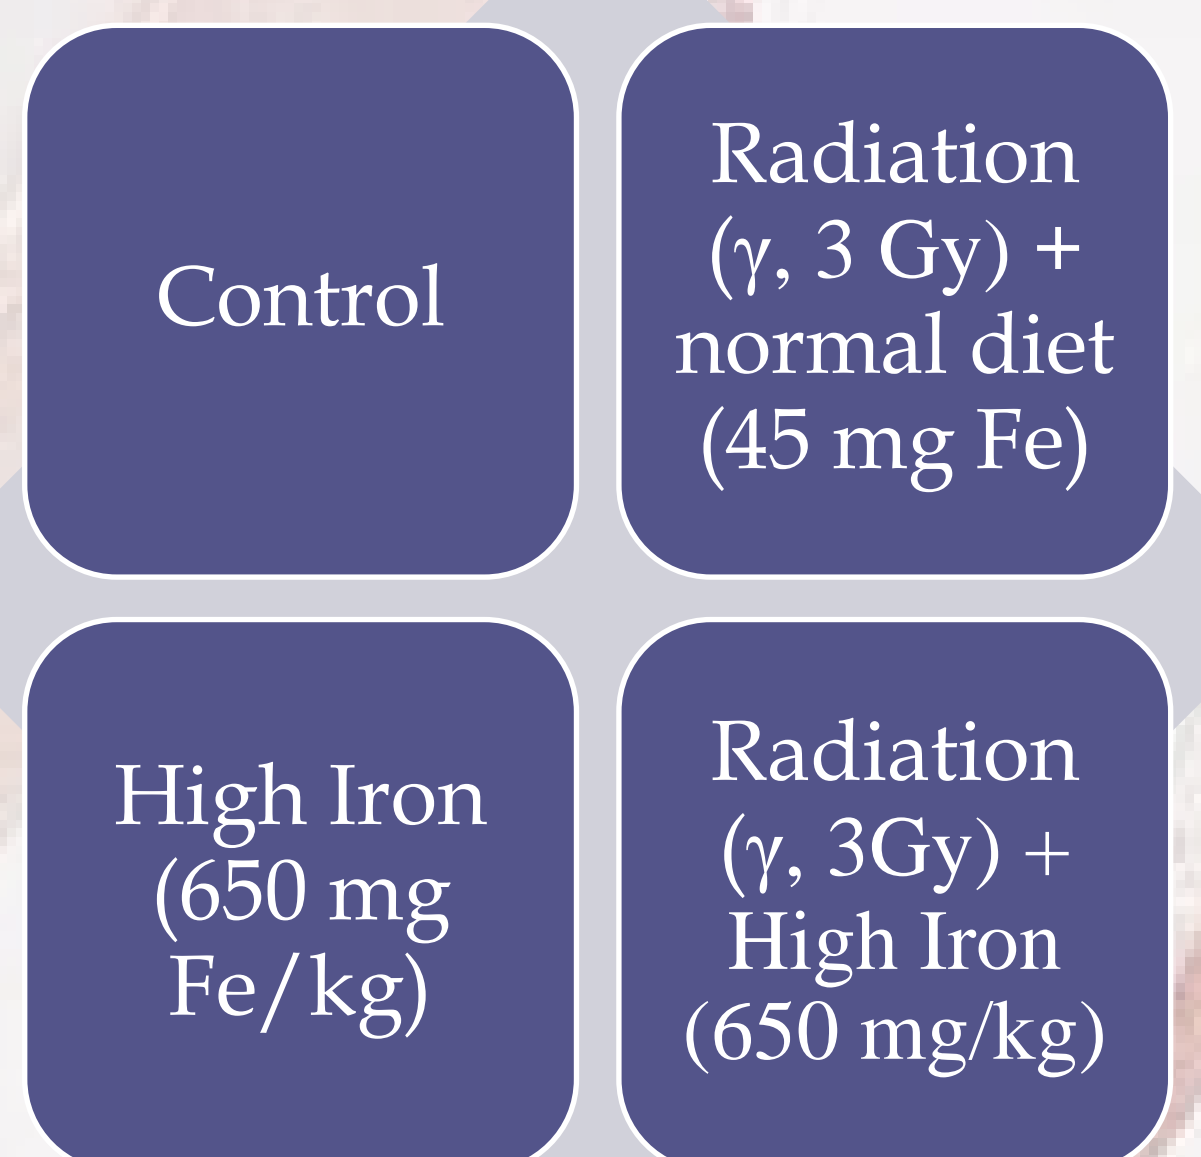 Control
Radiation
(γ, 3 Gy) +
normal diet
(45 mg Fe)
High Iron
(650 mg
Fe/kg)
Radiation
(γ, 3Gy) +
High Iron
(650 mg/kg)